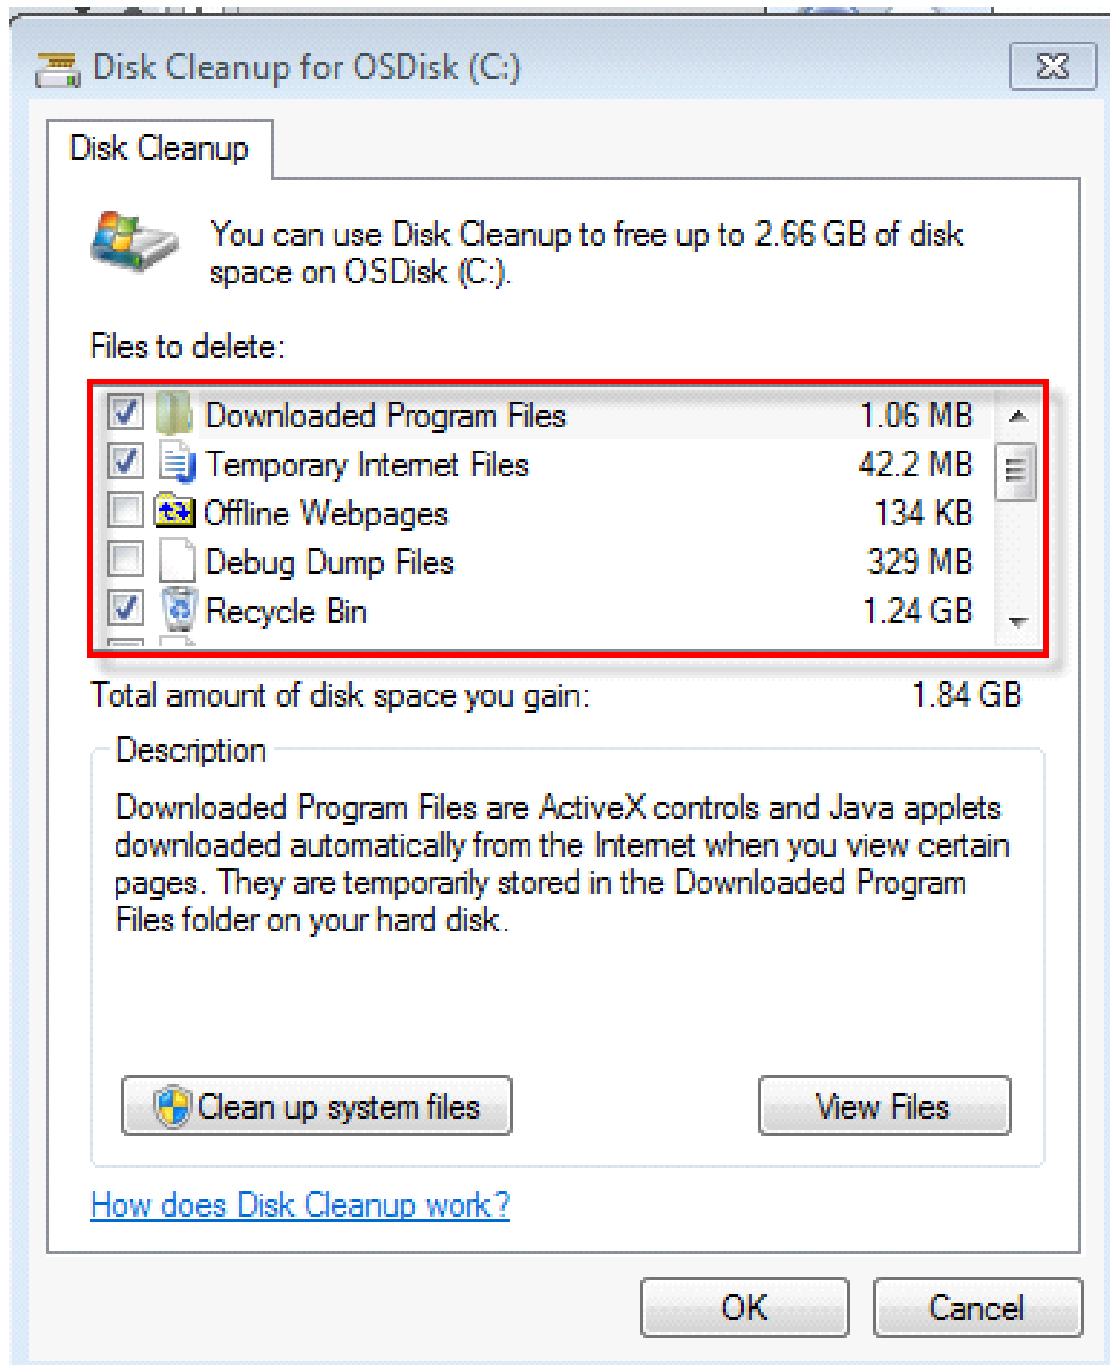 Disk Cleanup for OSDisk (C:)
Disk Cleanup
You can use Disk Cleanup to free up to 2.66 GB of disk
space on OSDisk (C:).
Files to delete:
Downloaded Program Files 1.06 MB
Temporary Internet Files 42.2 MB
Offline Webpages 134 KB
Debug Dump Files 329 MB
Recycle Bin 1.24 GB
Total amount of disk space you gain: 1.84 GB
Description
Downloaded Program Files are ActiveX controls and Java applets
downloaded automatically from the Internet when you view certain
pages. They are temporarily stored in the Downloaded Program
Files folder on your hard disk.
Clean up system files View Files
How does Disk Cleanup work?
OK Cancel